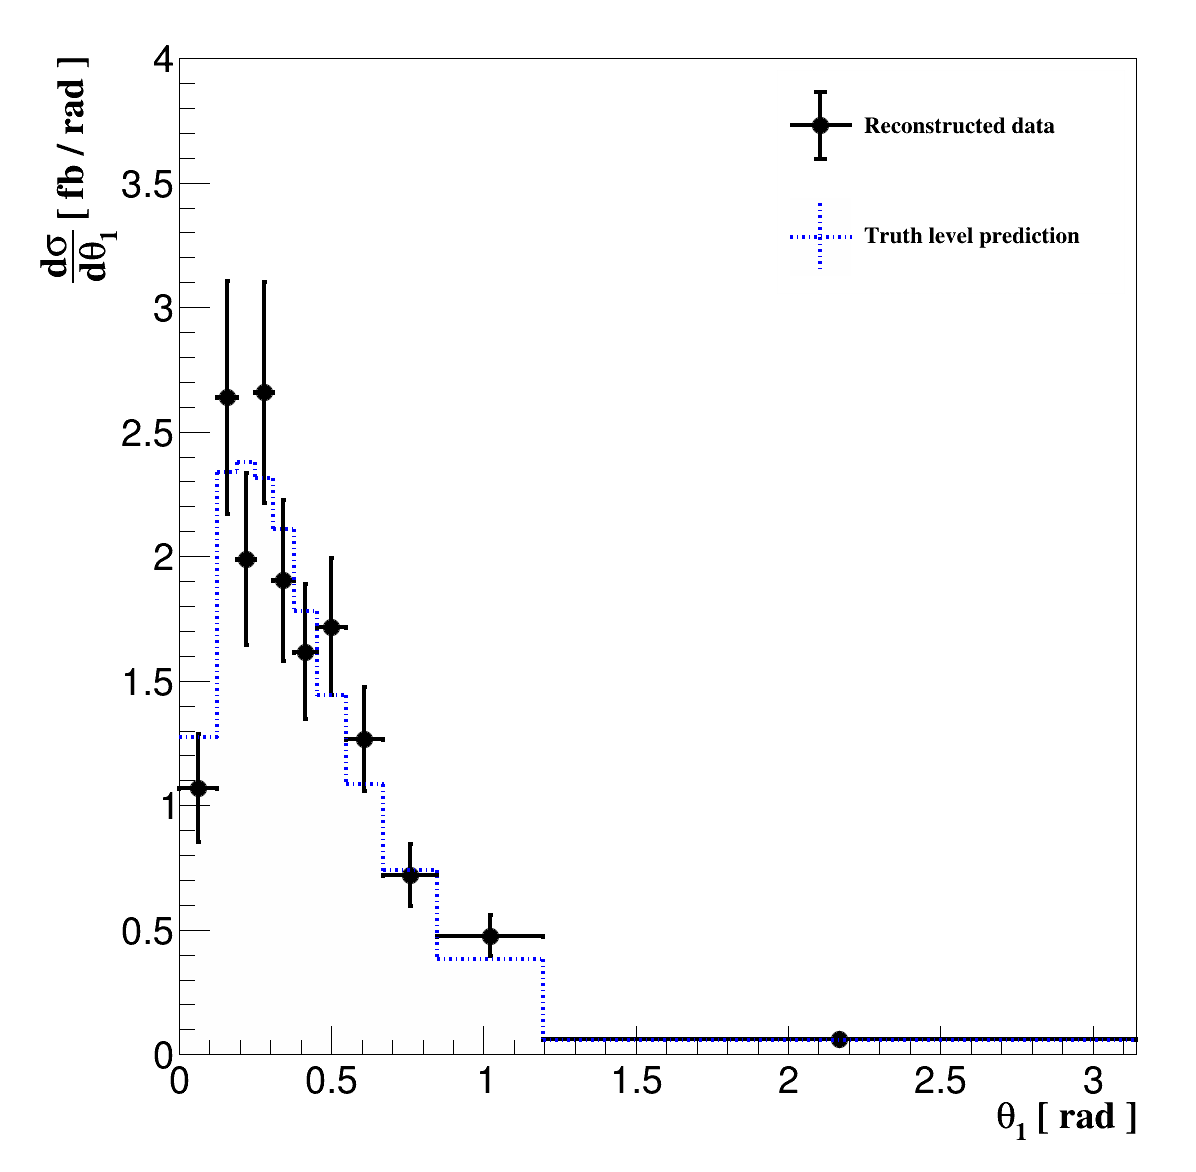 4
3.5
3
2.5
2
1.5
1
0.5
0
dσ
dθ1 [ fb / rad ]
Reconstructed data
Truth level prediction
0 0.5 1 1.5 2 2.5 3
θ1 [ rad ]